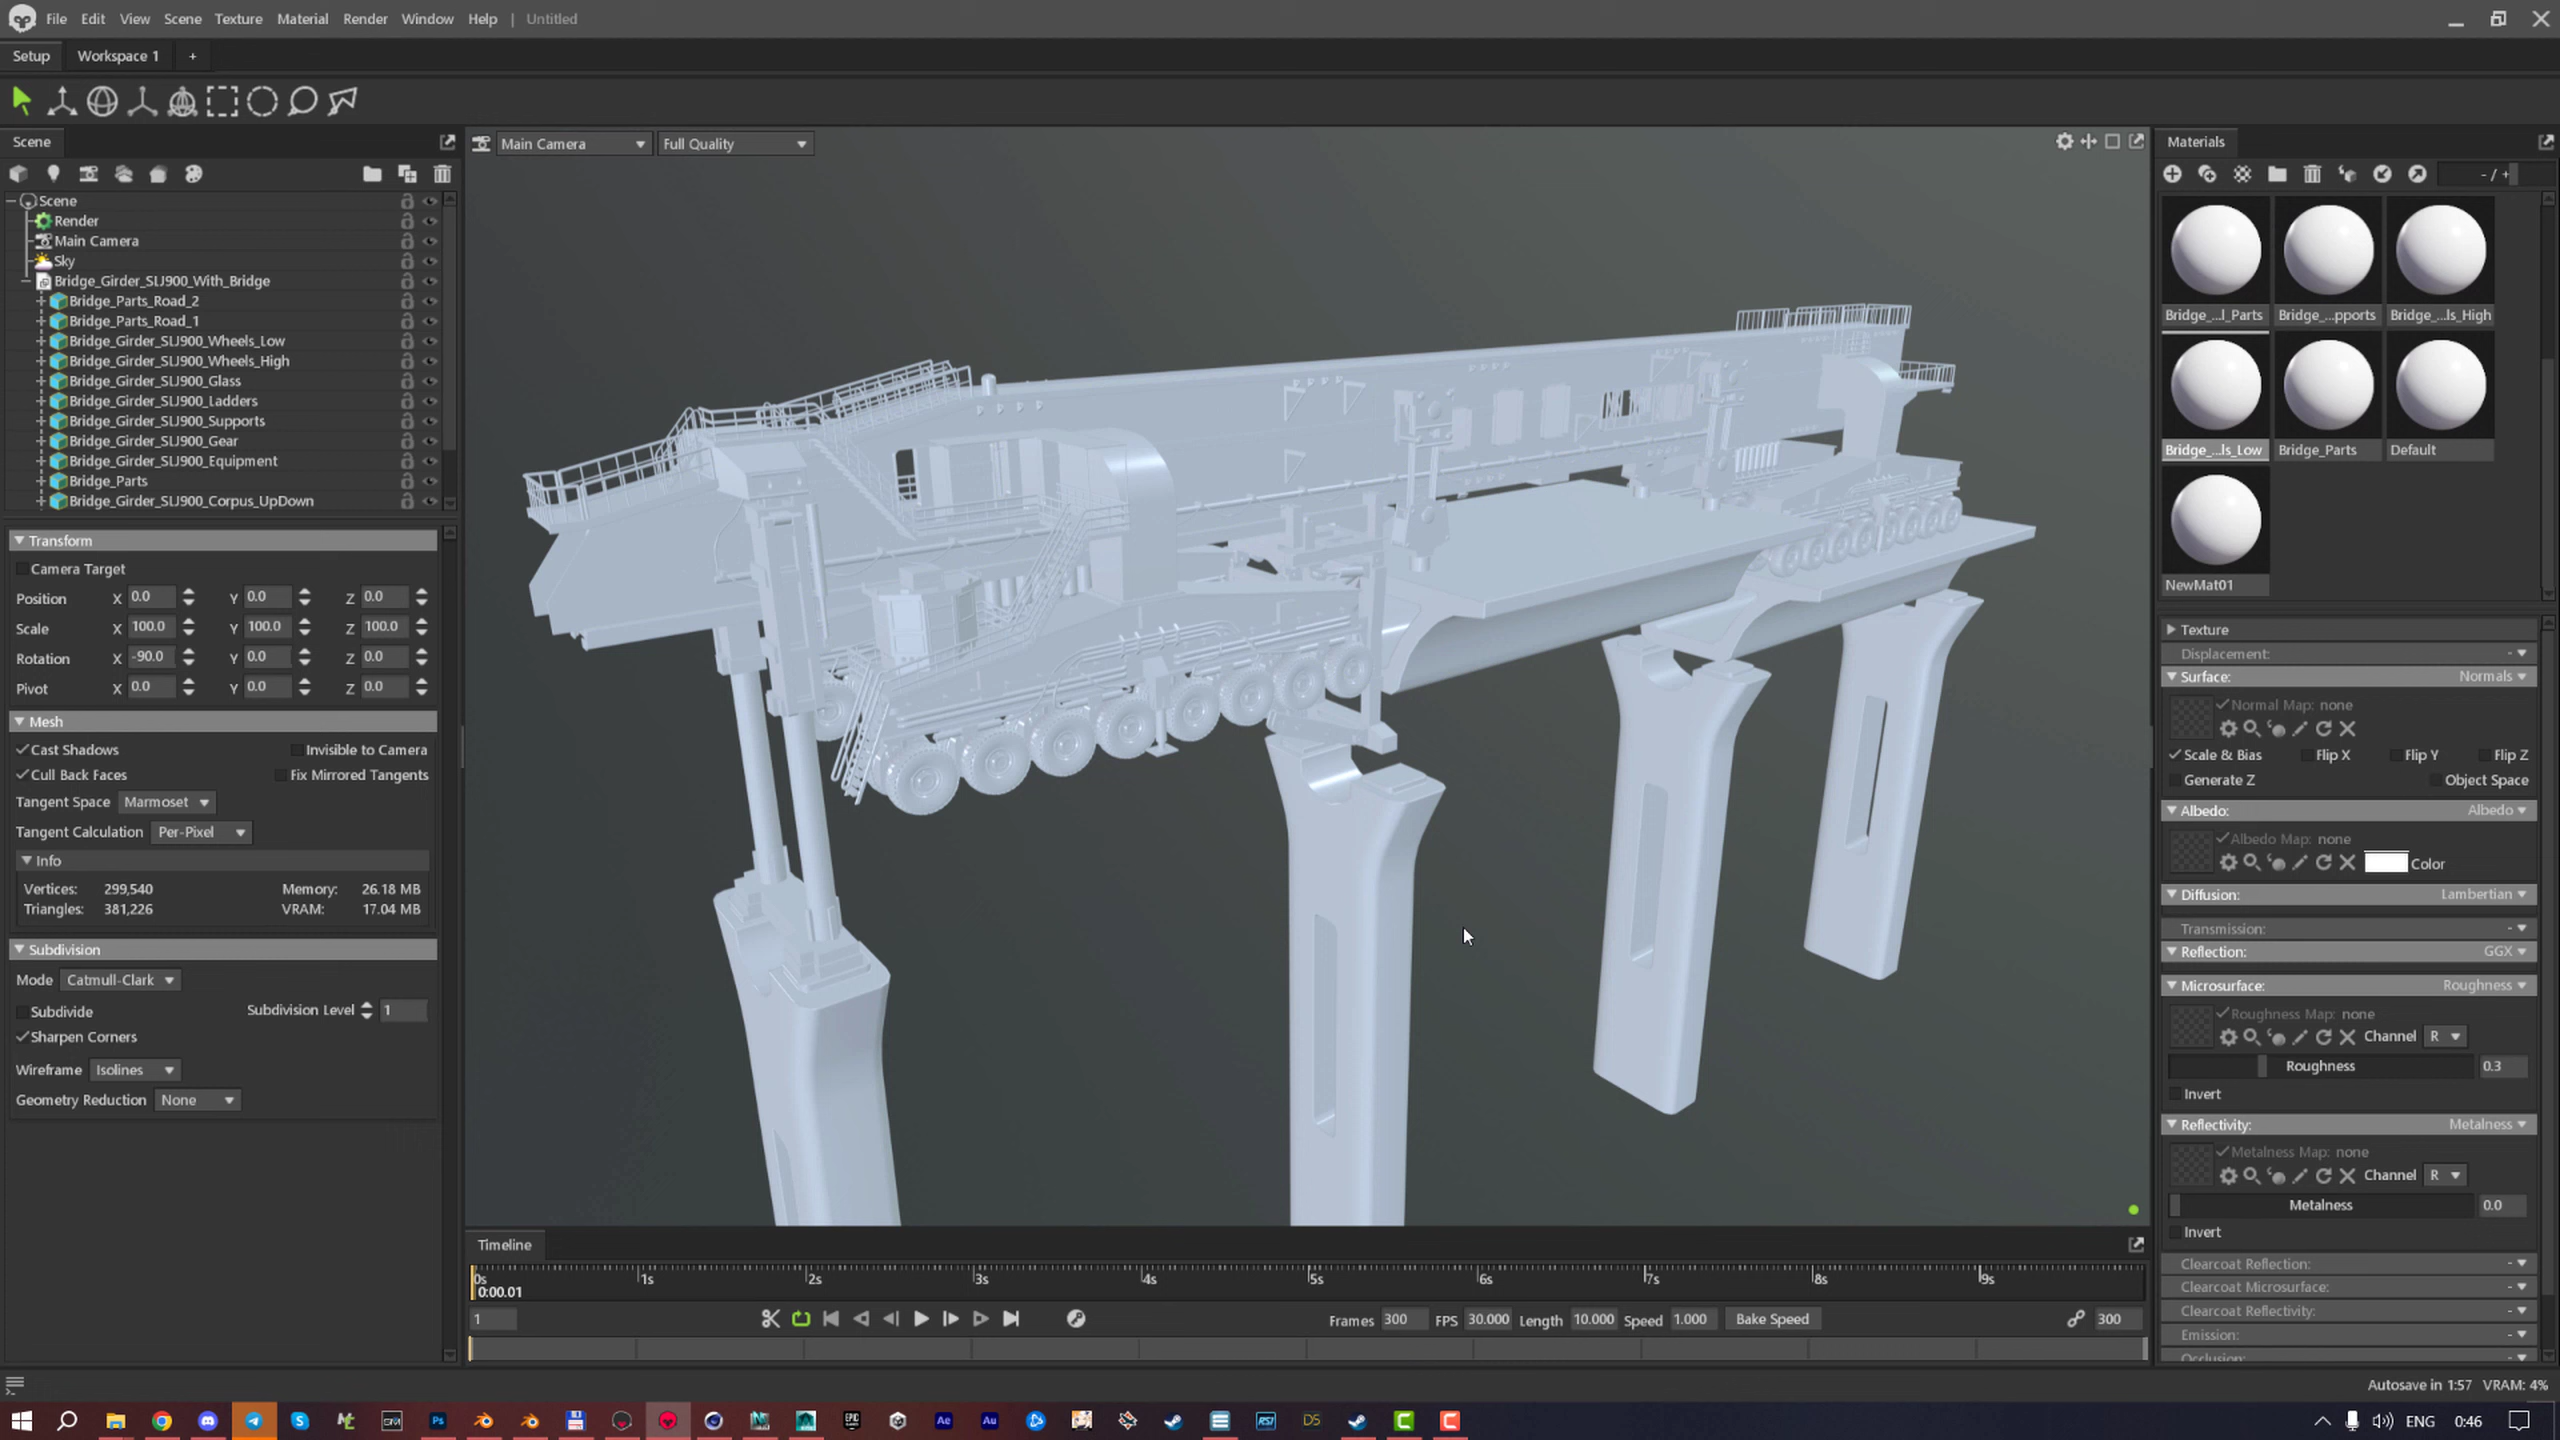 File Edit View Scene Texture Material Render Window Help | Untitled
Setup Workspace 1 +
Scene
Main Camera Full Quality
Materials
- / +
Scene
Render
Main Camera
Sky
Bridge_Girder_SLJ900_With_Bridge
Bridge_Parts_Road_2
Bridge_Parts_Road_1
Bridge_Girder_SLJ900_Wheels_Low
Bridge_Girder_SLJ900_Wheels_High
Bridge_Girder_SLJ900_Glass
Bridge_Girder_SLJ900_Ladders
Bridge_Girder_SLJ900_Supports
Bridge_Girder_SLJ900_Gear
Bridge_Girder_SLJ900_Equipment
Bridge_Parts
Bridge_Girder_SLJ900_Corpus_UpDown
Transform
Camera Target
Position X 0.0 Y 0.0 Z 0.0
Scale X 100.0 Y 100.0 Z 100.0
Rotation X -90.0 Y 0.0 Z 0.0
Pivot X 0.0 Y 0.0 Z 0.0
Mesh
Cast Shadows Invisible to Camera
Cull Back Faces Fix Mirrored Tangents
Tangent Space Marmoset
Tangent Calculation Per-Pixel
Info
Vertices: 299,540 Memory: 26.18 MB
Triangles: 381,226 VRAM: 17.04 MB
Subdivision
Mode Catmull-Clark
Subdivide Subdivision Level 1
Sharpen Corners
Wireframe Isolines
Geometry Reduction None
Bridge_...l_Parts Bridge_...pports Bridge_...ls_High
Bridge_...ls_Low Bridge_Parts Default
NewMat01
Texture
Displacement: -
Surface: Normals
Normal Map: none
Scale & Bias Flip X Flip Y Flip Z
Generate Z Object Space
Albedo: Albedo
Albedo Map: none
Color
Diffusion: Lambertian
Transmission: -
Reflection: GGX
Microsurface: Roughness
Roughness Map: none
Channel R
Roughness 0.3
Invert
Reflectivity: Metalness
Metalness Map: none
Channel R
Metalness 0.0
Invert
Clearcoat Reflection: -
Clearcoat Microsurface: -
Clearcoat Reflectivity: -
Emission: -
Occlusion: -
Timeline
0s 1s 2s 3s 4s 5s 6s 7s 8s 9s
0:00.01
1 Frames 300 FPS 30.000 Length 10.000 Speed 1.000 Bake Speed 300
Autosave in 1:57 VRAM: 4%
Ps EPIC Ae Au RSI DS ENG 0:46